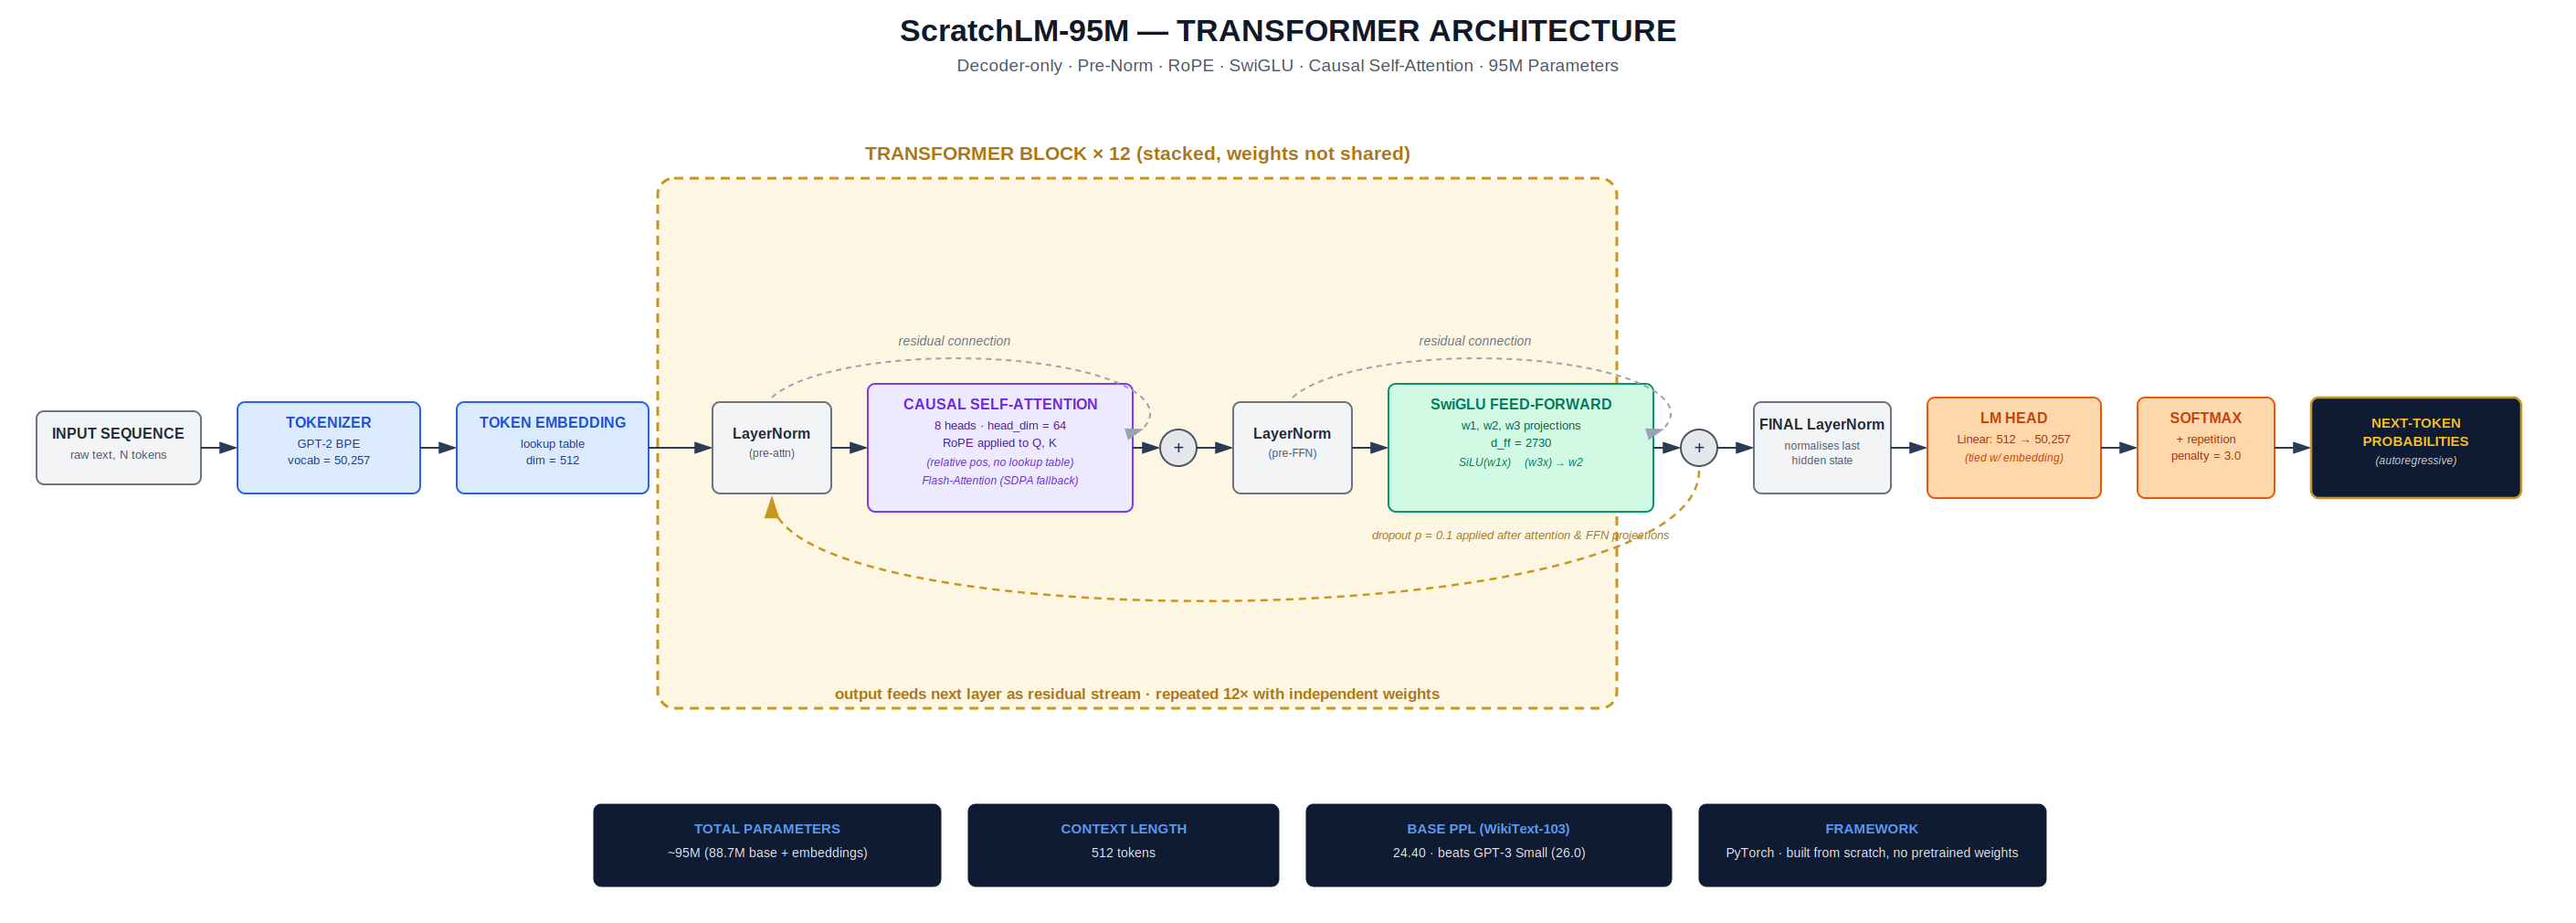 ScratchLM-95M — TRANSFORMER ARCHITECTURE
Decoder-only · Pre-Norm · RoPE · SwiGLU · Causal Self-Attention · 95M Parameters
TRANSFORMER BLOCK × 12 (stacked, weights not shared)
INPUT SEQUENCE
raw text, N tokens
TOKENIZER
GPT-2 BPE
vocab = 50,257
TOKEN EMBEDDING
lookup table
dim = 512
LayerNorm
(pre-attn)
residual connection
CAUSAL SELF-ATTENTION
8 heads · head_dim = 64
RoPE applied to Q, K
(relative pos, no lookup table)
Flash-Attention (SDPA fallback)
+
LayerNorm
(pre-FFN)
residual connection
SwiGLU FEED-FORWARD
w1, w2, w3 projections
d_ff = 2730
SiLU(w1x) (w3x) → w2
+
dropout p = 0.1 applied after attention & FFN projections
FINAL LayerNorm
normalises last
hidden state
LM HEAD
Linear: 512 → 50,257
(tied w/ embedding)
SOFTMAX
+ repetition
penalty = 3.0
NEXT-TOKEN
PROBABILITIES
(autoregressive)
output feeds next layer as residual stream · repeated 12× with independent weights
TOTAL PARAMETERS
~95M (88.7M base + embeddings)
CONTEXT LENGTH
512 tokens
BASE PPL (WikiText-103)
24.40 · beats GPT-3 Small (26.0)
FRAMEWORK
PyTorch · built from scratch, no pretrained weights